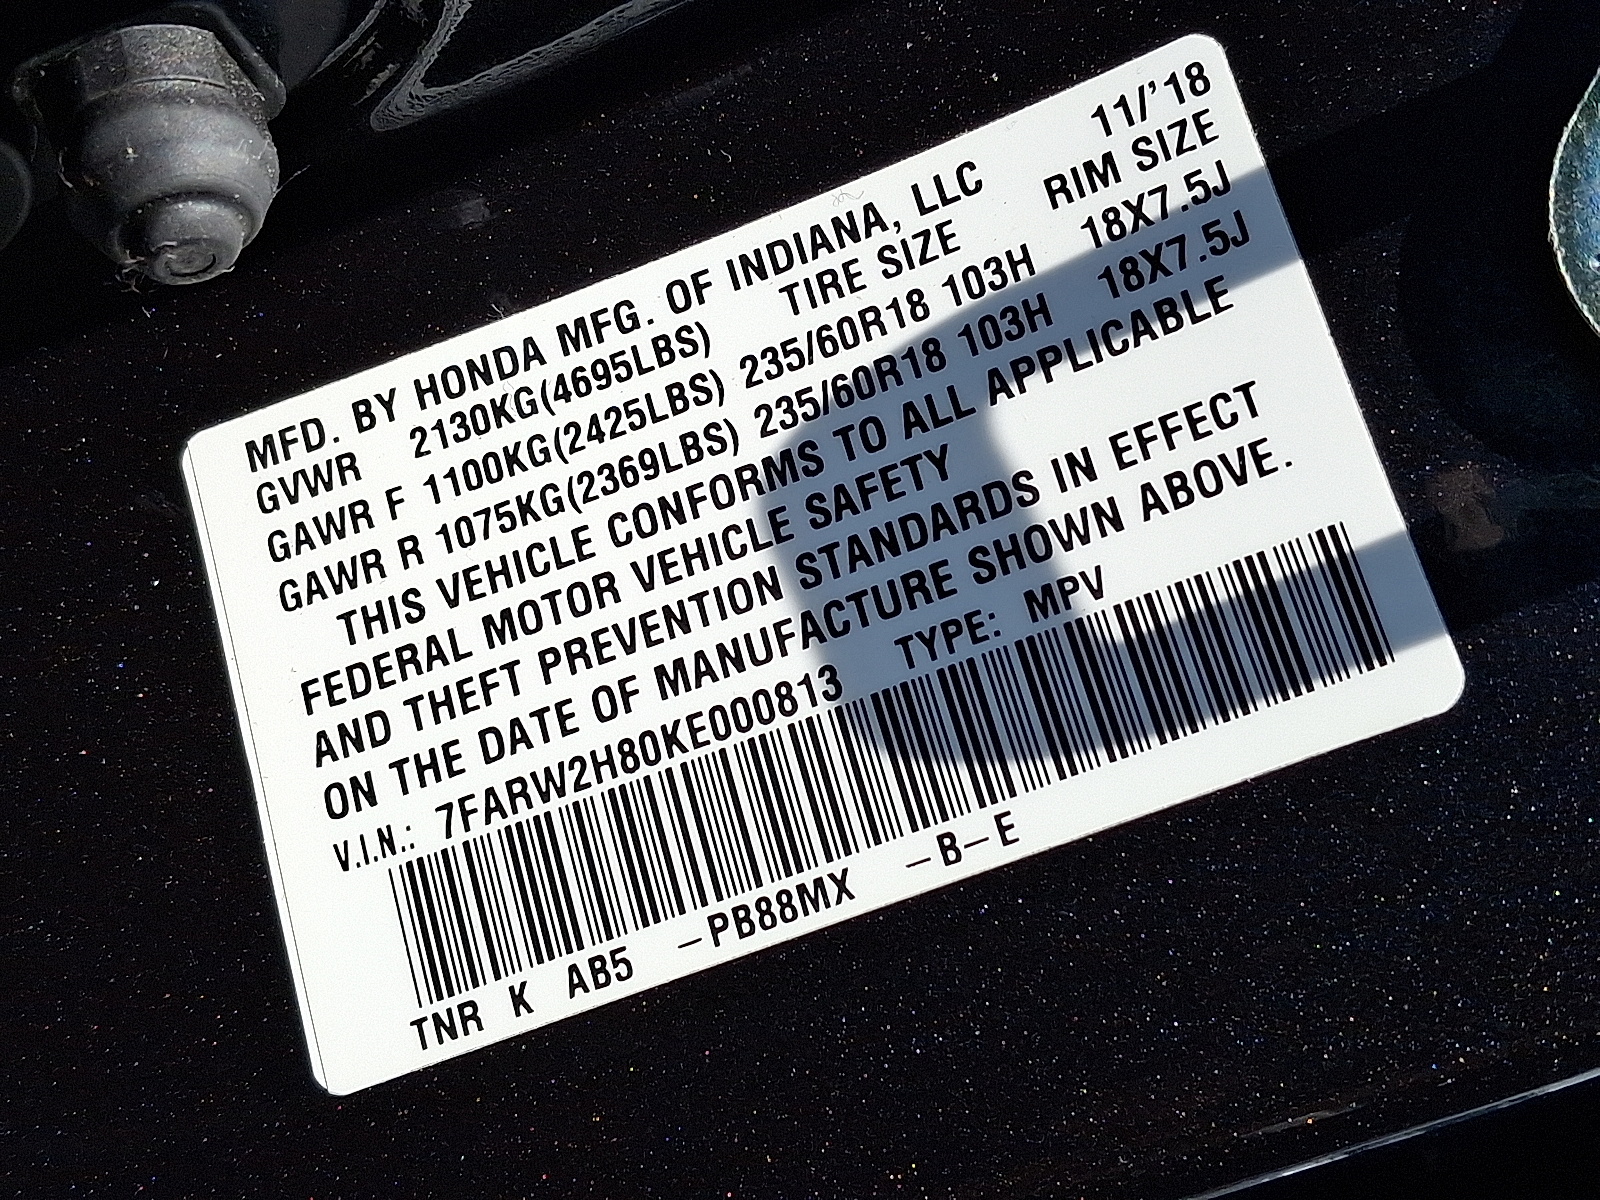 11/'18
MFD. BY HONDA MFG. OF INDIANA, LLC
GVWR 2130KG(4695LBS) TIRE SIZE RIM SIZE
GAWR F 1100KG(2425LBS) 235/60R18 103H 18X7.5J
GAWR R 1075KG(2369LBS) 235/60R18 103H 18X7.5J
THIS VEHICLE CONFORMS TO ALL APPLICABLE
FEDERAL MOTOR VEHICLE SAFETY
AND THEFT PREVENTION STANDARDS IN EFFECT
ON THE DATE OF MANUFACTURE SHOWN ABOVE.
V.I.N.: 7FARW2H80KE000813 TYPE: MPV
TNR K AB5 -PB88MX -B-E